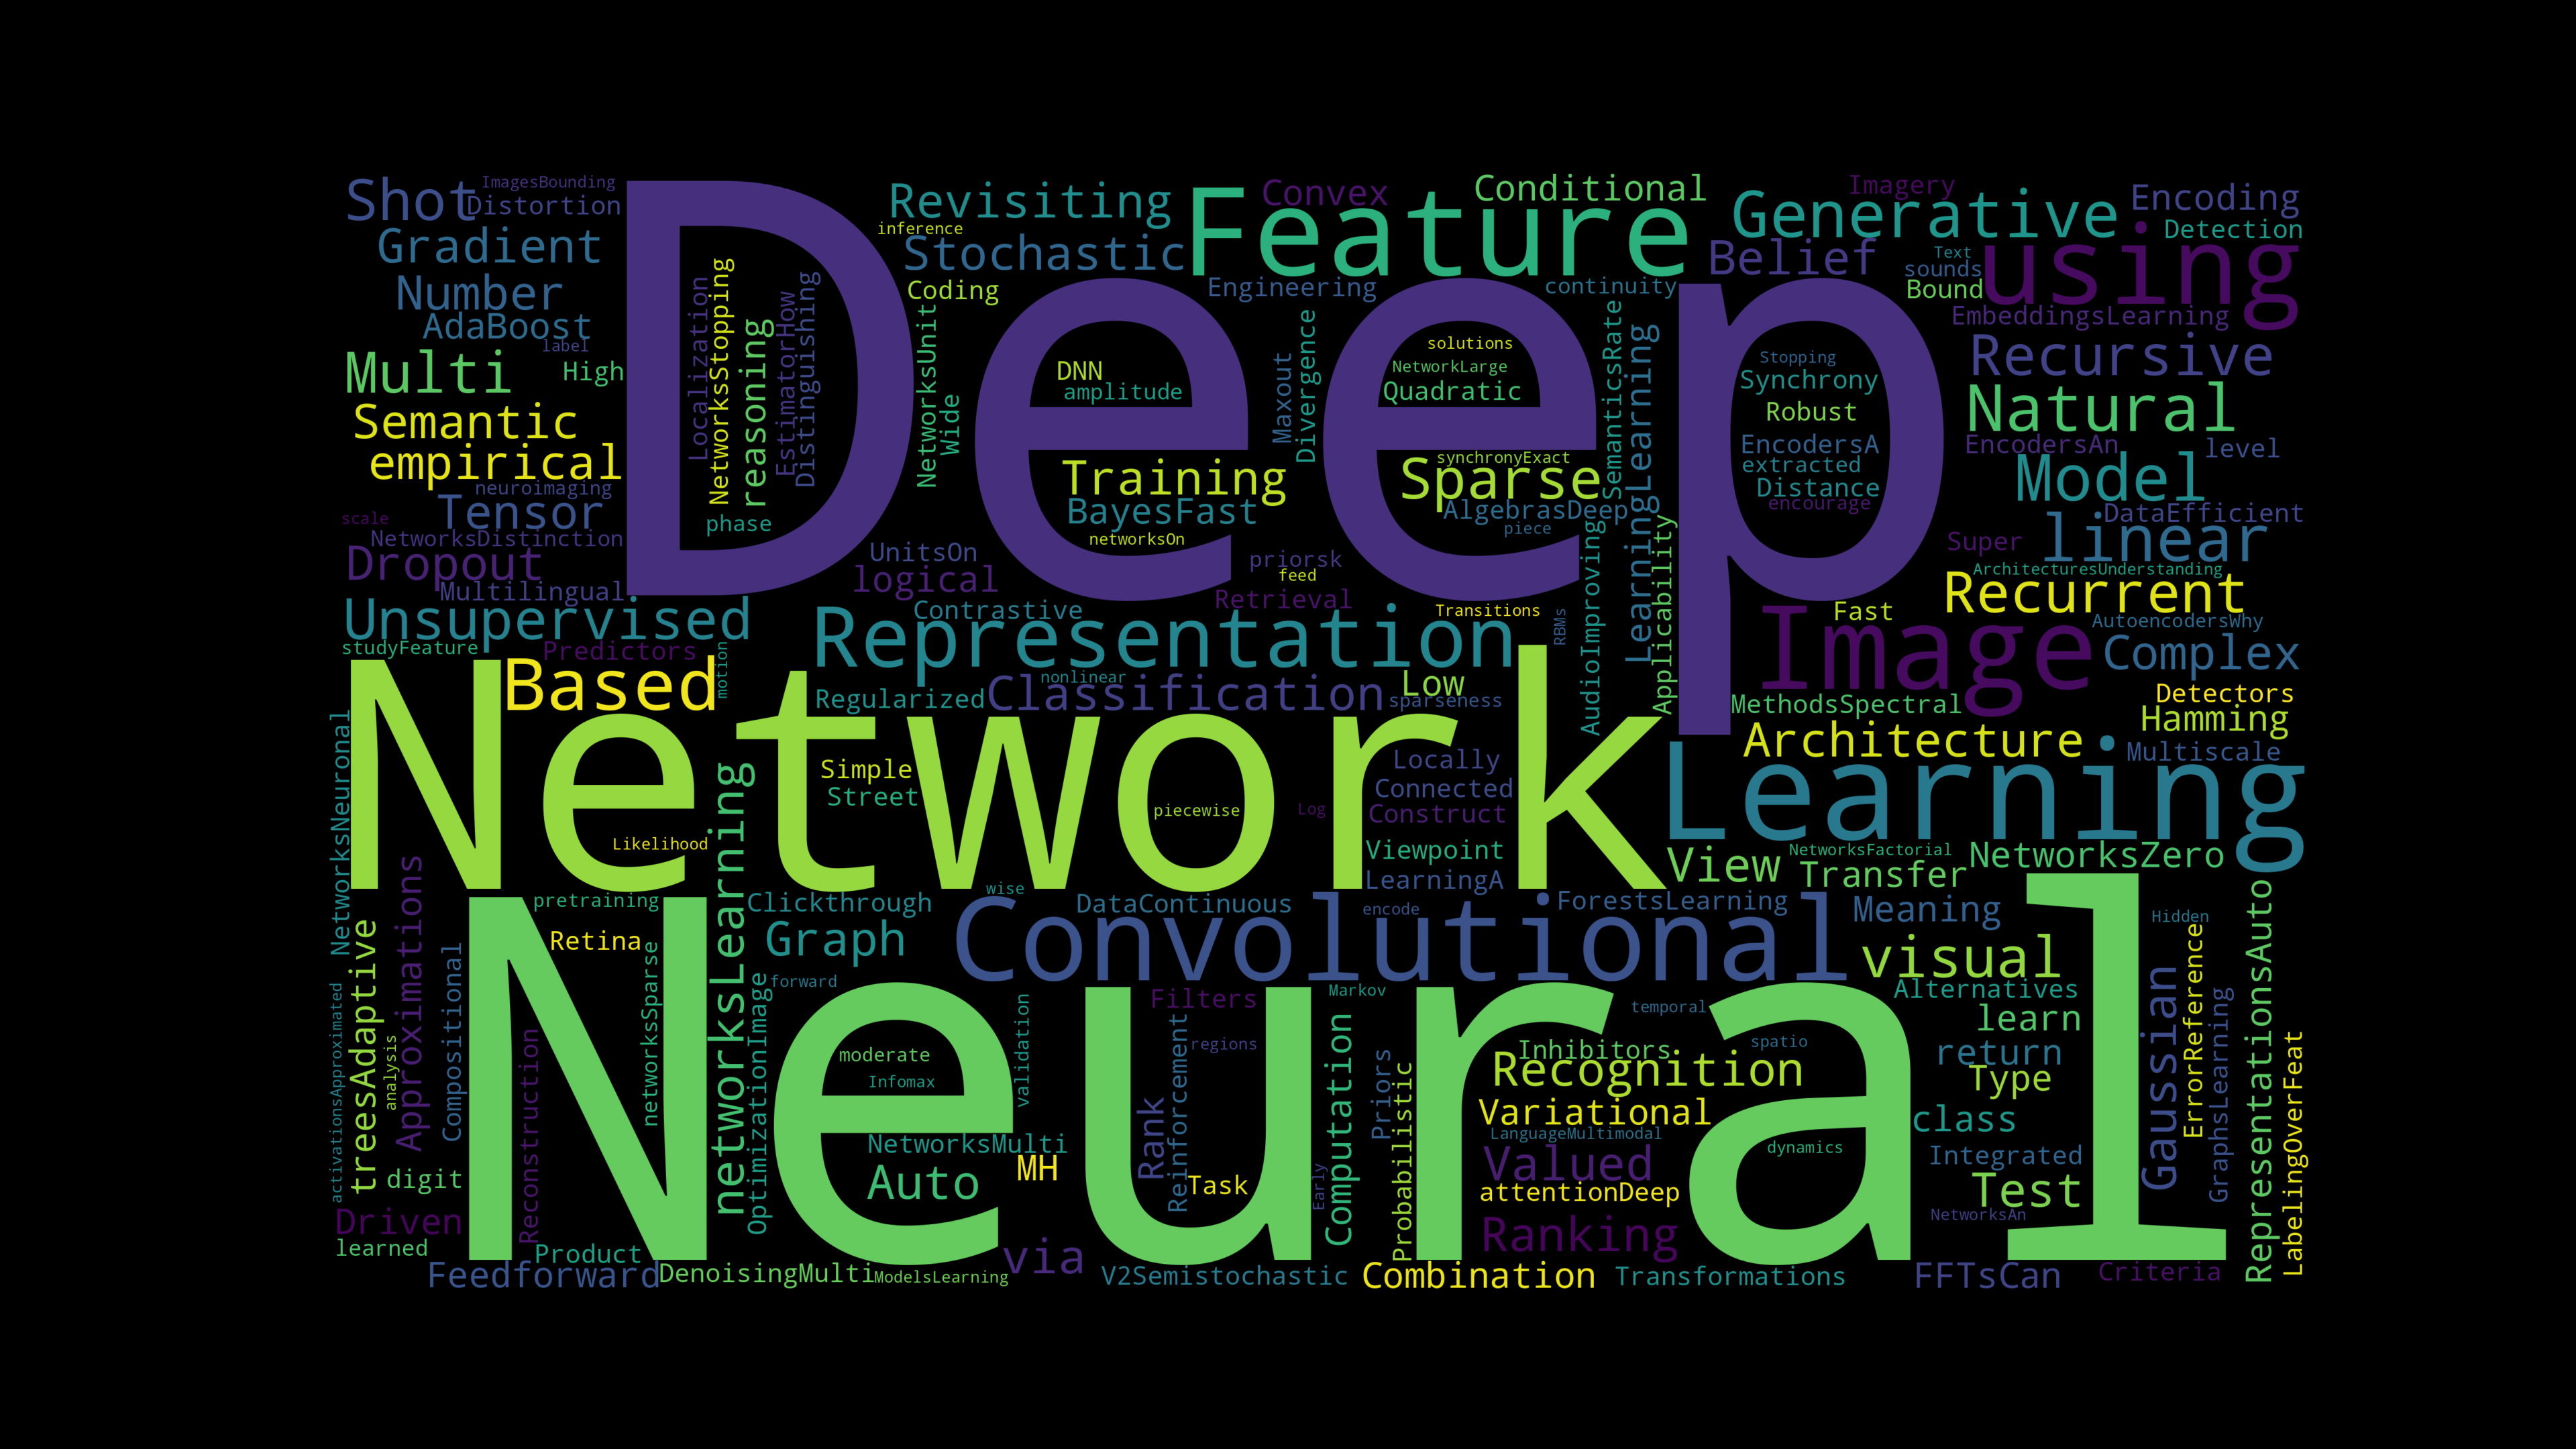 Shot
ImagesBounding
Distortion
Gradient
Number
AdaBoost
label
Multi
High
Semantic
empirical
neuroimaging
Tensor
scale
NetworksDistinction
Dropout
Multilingual
Unsupervised
studyFeature
Predictors
Based
motion
Deep
Localization
NetworksStopping
reasoning
EstimatorHow
Distinguishing
phase
Revisiting
inference
Stochastic
Coding
NetworksUnit
Wide
Feature
Convex
Conditional
Engineering
continuity
DNN
amplitude
Maxout
Divergence
solutions
NetworkLarge
Quadratic
SemanticsRate
LearningLearning
Training
BayesFast
networksOn
synchronyExact
Sparse
AlgebrasDeep
piece
UnitsOn
logical
priorsk
feed
Retrieval
Contrastive
Transitions
RBMs
AudioImproving
Applicability
Representation
Regularized
nonlinear
Classification
Low
sparseness
Generative
Imagery
Encoding
Detection
Belief
Text
sounds
Bound
using
EmbeddingsLearning
Stopping
Synchrony
Robust
EncodersA
extracted
Distance
encourage
Recursive
Natural
EncodersAn
level
Model
DataEfficient
linear
Super
ArchitecturesUnderstanding
Recurrent
Fast
AutoencodersWhy
Image
Complex
Detectors
MethodsSpectral
Hamming
Architecture
Multiscale
Network
NetworksNeuronal
Likelihood
networksLearning
Simple
Street
piecewise
Log
Locally
Connected
Construct
Viewpoint
LearningA
Learning
View
NetworksFactorial
Transfer
NetworksZero
pretraining
Clickthrough
wise
DataContinuous
encode
ForestsLearning
Meaning
Hidden
Convolutional
Graph
Retina
visual
Neural
activationsApproximated
treesAdaptive
analysis
Approximations
Compositional
Reconstruction
networksSparse
OptimizationImage
forward
validation
Filters
Markov
temporal
Alternatives
learn
moderate
Infomax
regions
Inhibitors
spatio
return
Recognition
Type
Variational
class
LanguageMultimodal
dynamics
Integrated
NetworksMulti
Auto
MH
Rank
Reinforcement
Task
Early
Computation
Priors
Probabilistic
Valued
attentionDeep
Test
Ranking
NetworksAn
Gaussian
ErrorReference
GraphsLearning
RepresentationsAuto
LabelingOverFeat
digit
Driven
learned
Product
Feedforward
DenoisingMulti
ModelsLearning
via
V2Semistochastic
Combination
Transformations
FFTsCan
Criteria